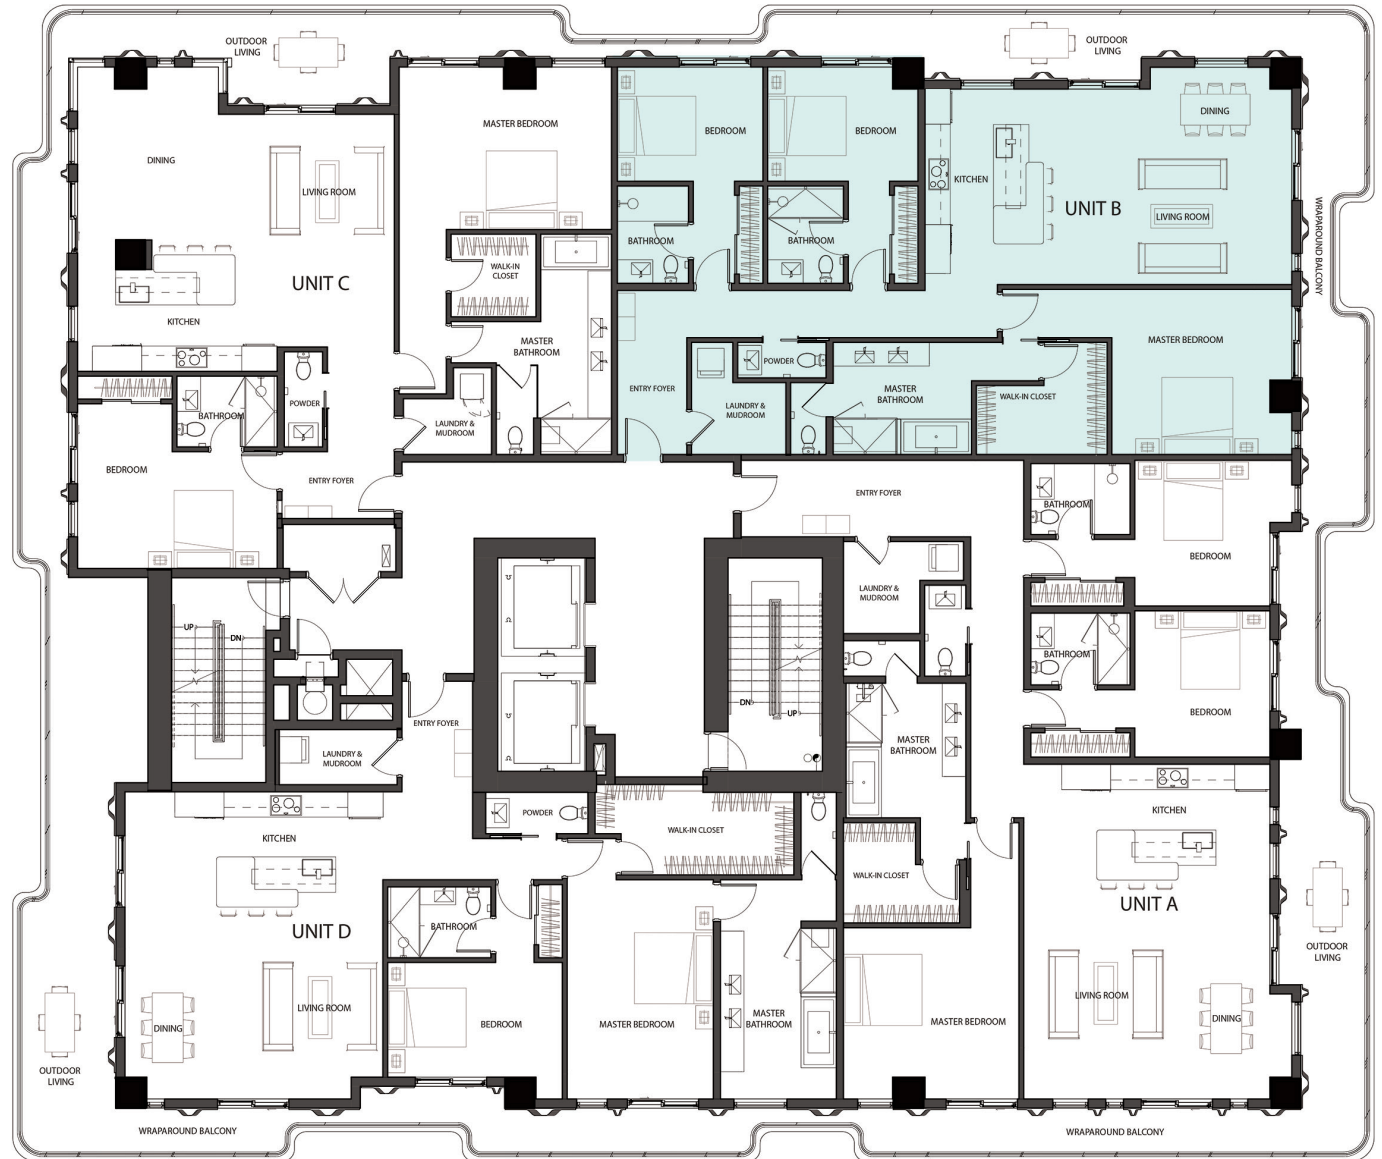 OUTDOOR
LIVING
OUTDOOR
LIVING
DINING
LIVING ROOM
UNIT C
KITCHEN
MASTER BEDROOM
WALK-IN
CLOSET
MASTER
BATHROOM
BEDROOM
BEDROOM
BATHROOM
BATHROOM
KITCHEN
UNIT B
DINING
LIVING ROOM
WRAPAROUND BALCONY
MASTER BEDROOM
POWDER
ENTRY FOYER
LAUNDRY &
MUDROOM
MASTER
BATHROOM
WALK-IN CLOSET
BATHROOM
POWDER
LAUNDRY &
MUDROOM
BEDROOM
ENTRY FOYER
ENTRY FOYER
BATHROOM
BEDROOM
LAUNDRY &
MUDROOM
UP
DN
BATHROOM
BEDROOM
DN
UP
ENTRY FOYER
LAUNDRY &
MUDROOM
MASTER
BATHROOM
KITCHEN
POWDER
WALK-IN CLOSET
WALK-IN CLOSET
KITCHEN
UNIT A
UNIT D
BATHROOM
OUTDOOR
LIVING
LIVING ROOM
DINING
BEDROOM
MASTER BEDROOM
MASTER
BATHROOM
MASTER BEDROOM
LIVING ROOM
DINING
OUTDOOR
LIVING
WRAPAROUND BALCONY
WRAPAROUND BALCONY